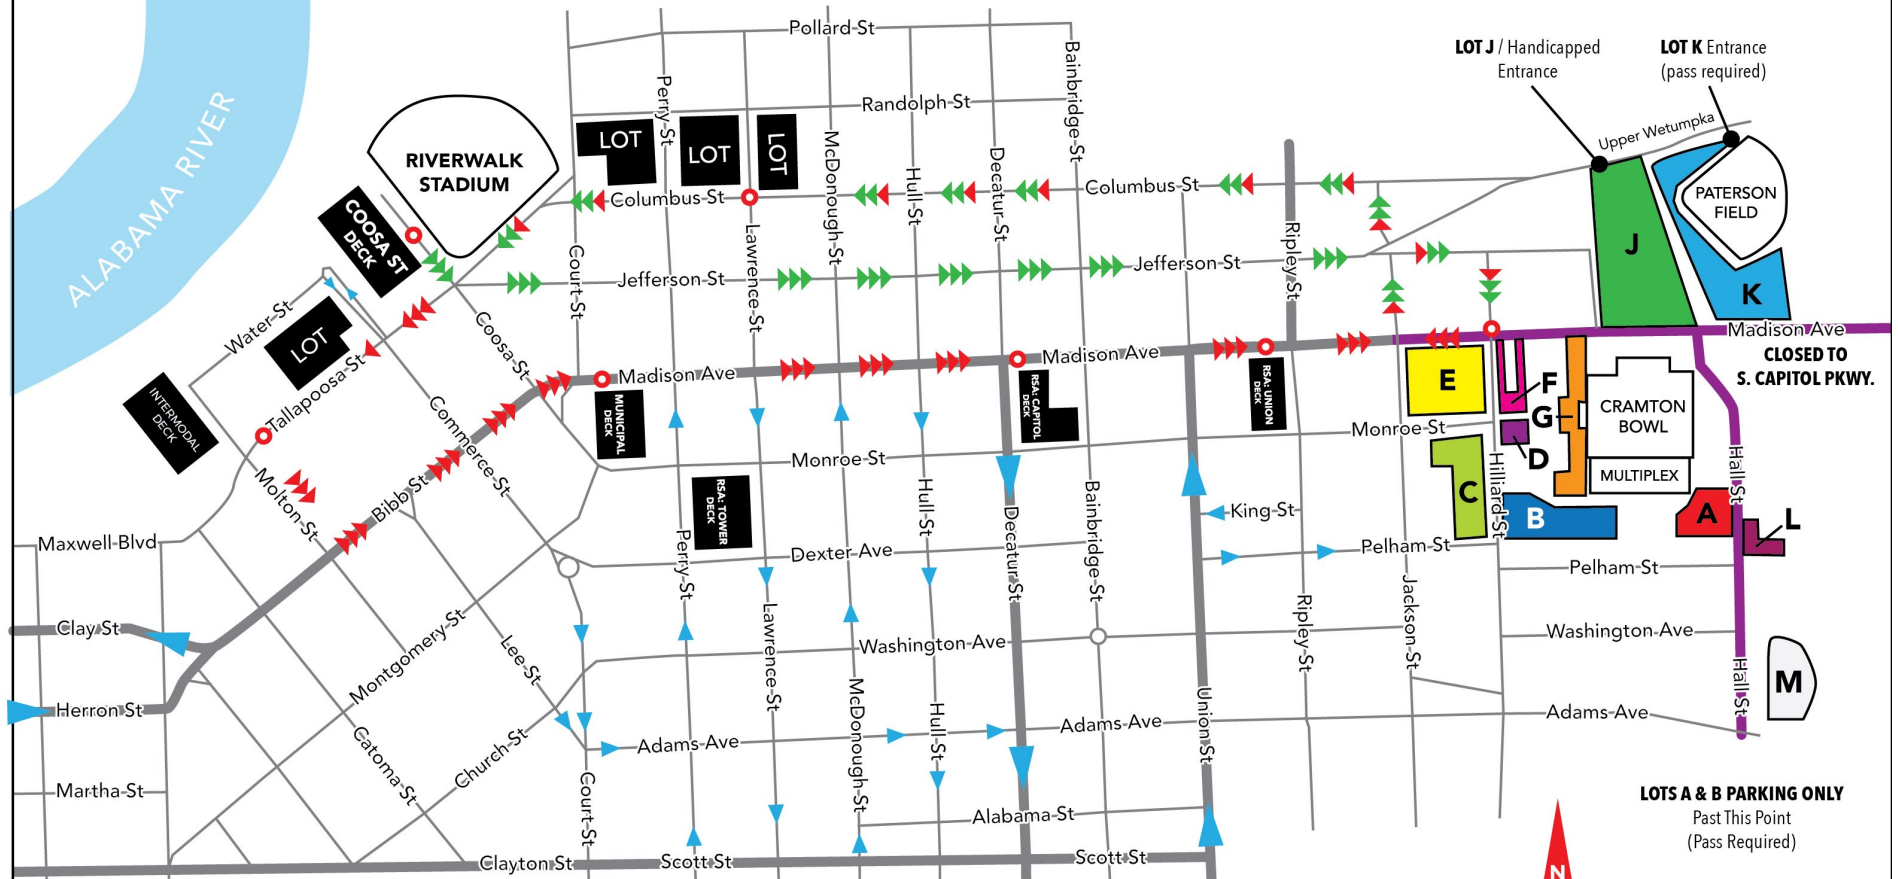 Pollard St
LOT J / Handicapped
Entrance
LOT K Entrance
(pass required)
Perry St
Bainbridge St
Randolph St
Upper Wetumpka
ALABAMA RIVER
RIVERWALK
STADIUM
LOT
LOT
LOT
McDonough St
Hull St
Decatur St
Columbus St
Columbus St
PATERSON
FIELD
COOSA ST
DECK
Court St
Lawrence St
Ripley St
J
K
Jefferson St
Jefferson St
Water St
LOT
Tallapoosa St
Coosa St
Madison Ave
Madison Ave
Madison Ave
CLOSED TO
S. CAPITOL PKWY.
INTERMODAL
DECK
MUNICIPAL
DECK
RSA: CAPITOL
DECK
RSA: UNION
DECK
E
F
G
D
CRAMTON
BOWL
MULTIPLEX
Commerce St
Monroe St
Monroe St
Molton St
Bibb St
RSA: TOWER
DECK
Hull St
Bainbridge St
Decatur St
King St
C
Hilliard St
B
A
L
Hall St
Maxwell Blvd
Dexter Ave
Perry St
Pelham St
Pelham St
Clay St
Montgomery St
Lee St
Lawrence St
Washington Ave
Washington Ave
Ripley St
Jackson St
McDonough St
Hull St
Union St
Hall St
M
Herron St
Catoma St
Church St
Adams Ave
Adams Ave
Adams Ave
Martha St
Court St
Alabama St
LOTS A & B PARKING ONLY
Past This Point
(Pass Required)
Clayton St
Scott St
Scott St
N